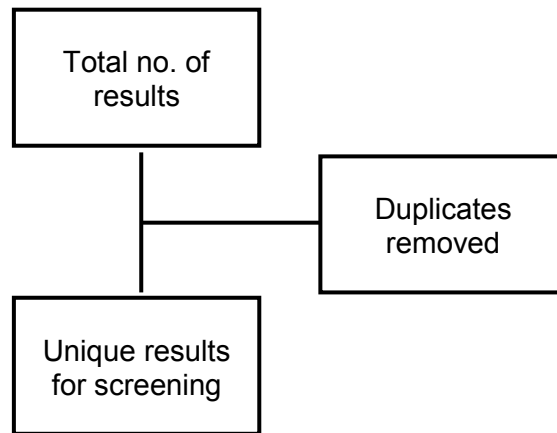 Total no. of
results
Duplicates
removed
Unique results
for screening